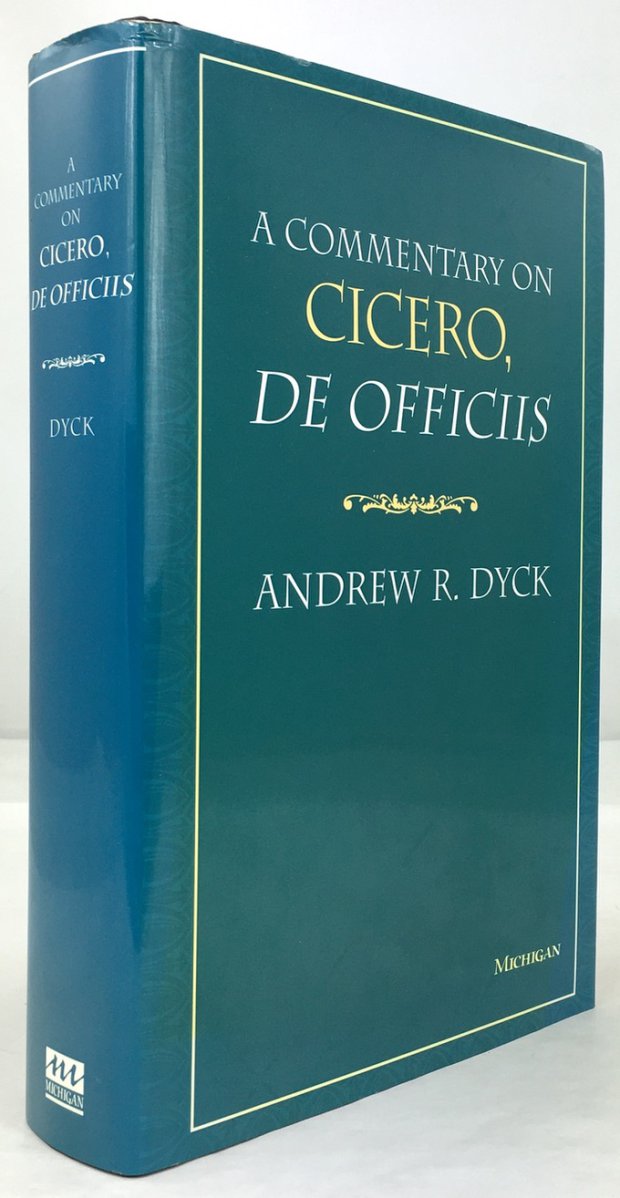 A
COMMENTARY
ON
CICERO,
DE OFFICIIS
DYCK
MICHIGAN
A COMMENTARY ON
CICERO,
DE OFFICIIS
ANDREW R. DYCK
MICHIGAN